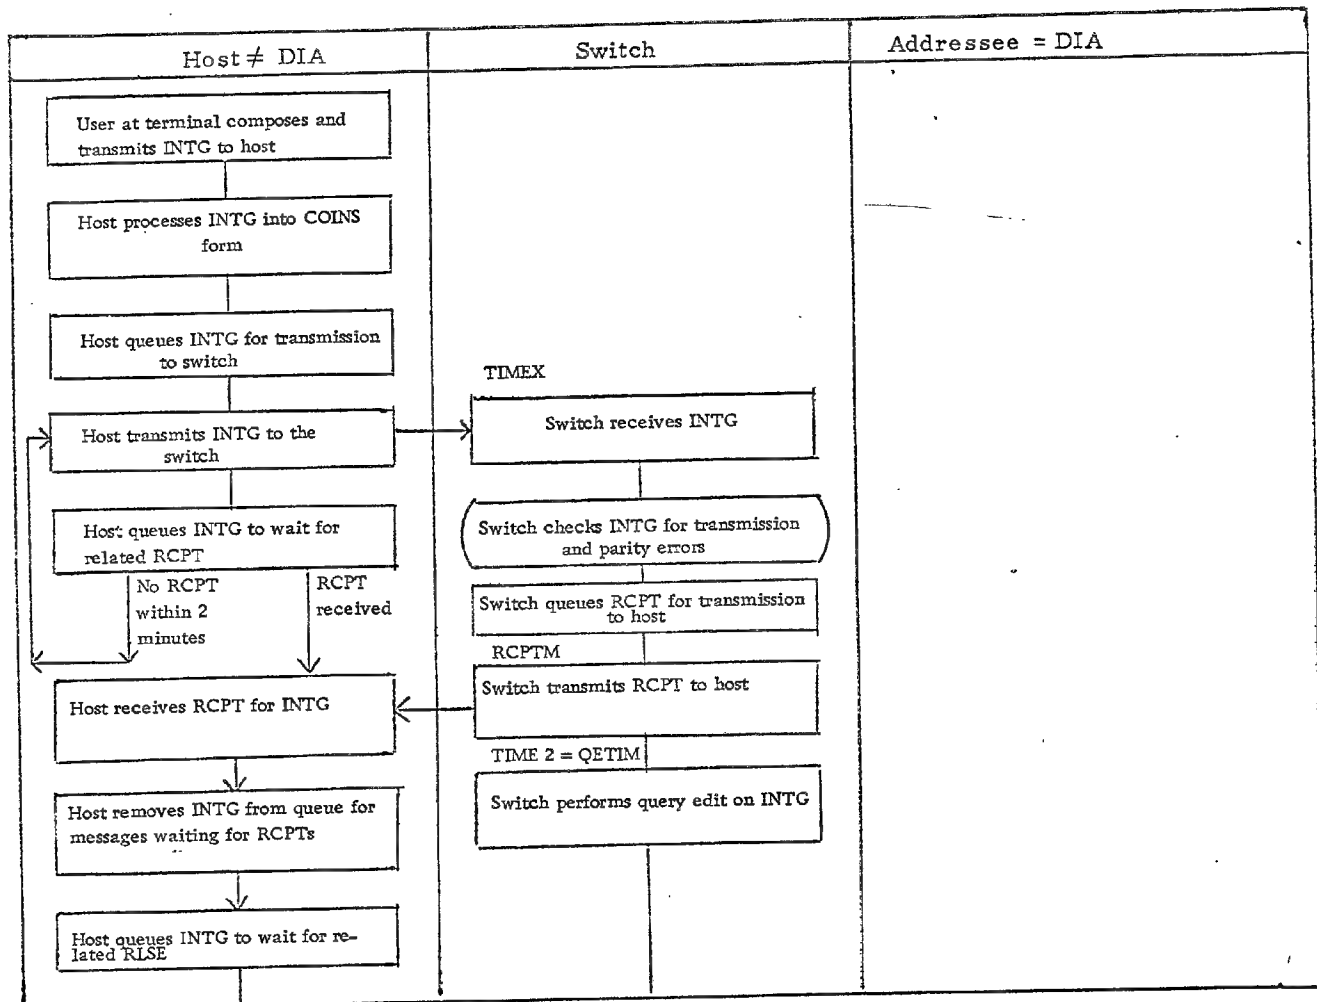 Host ≠ DIA
Switch
Addressee = DIA
User at terminal composes and
transmits INTG to host
Host processes INTG into COINS
form
Host queues INTG for transmission
to switch
Host transmits INTG to the
switch
Host queues INTG to wait for
related RCPT
No RCPT
within 2
minutes
RCPT
received
Host receives RCPT for INTG
Host removes INTG from queue for
messages waiting for RCPTs
Host queues INTG to wait for re-
lated RLSE
TIMEX
Switch receives INTG
Switch checks INTG for transmission
and parity errors
Switch queues RCPT for transmission
to host
RCPTM
Switch transmits RCPT to host
TIME 2 = QETIM
Switch performs query edit on INTG